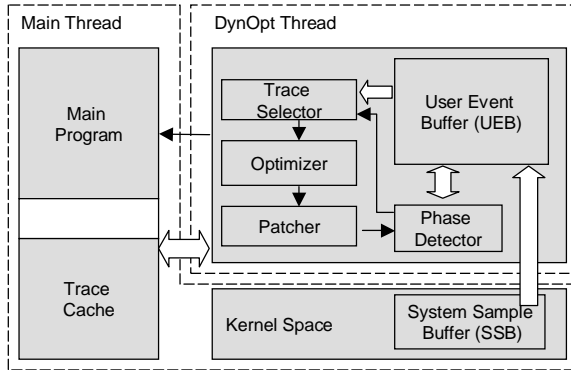 Main Thread
DynOpt Thread
Main
Program
Trace
Selector
User Event
Buffer (UEB)
Optimizer
Patcher
Phase
Detector
Trace
Cache
Kernel Space
System Sample
Buffer (SSB)